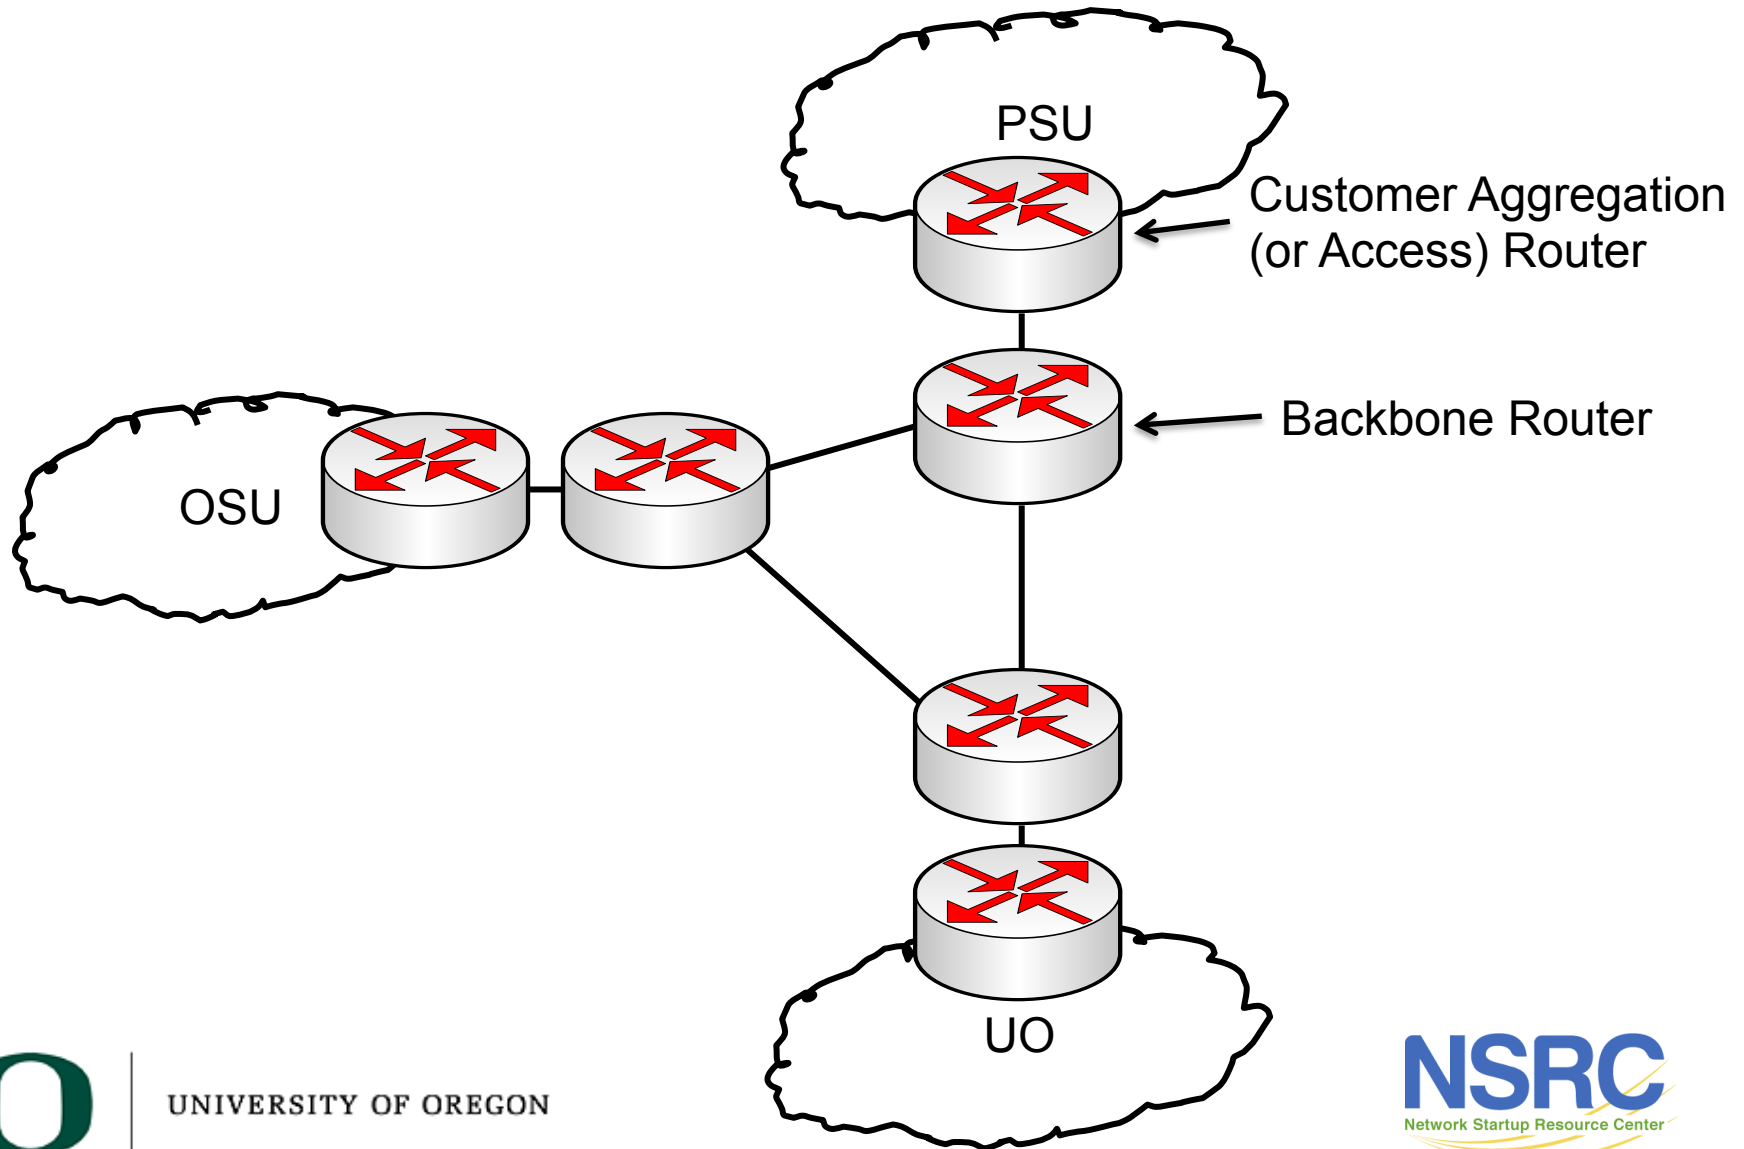 PSU
Customer Aggregation
(or Access) Router
Backbone Router
OSU
UO
UNIVERSITY OF OREGON
NSRC
Network Startup Resource Center